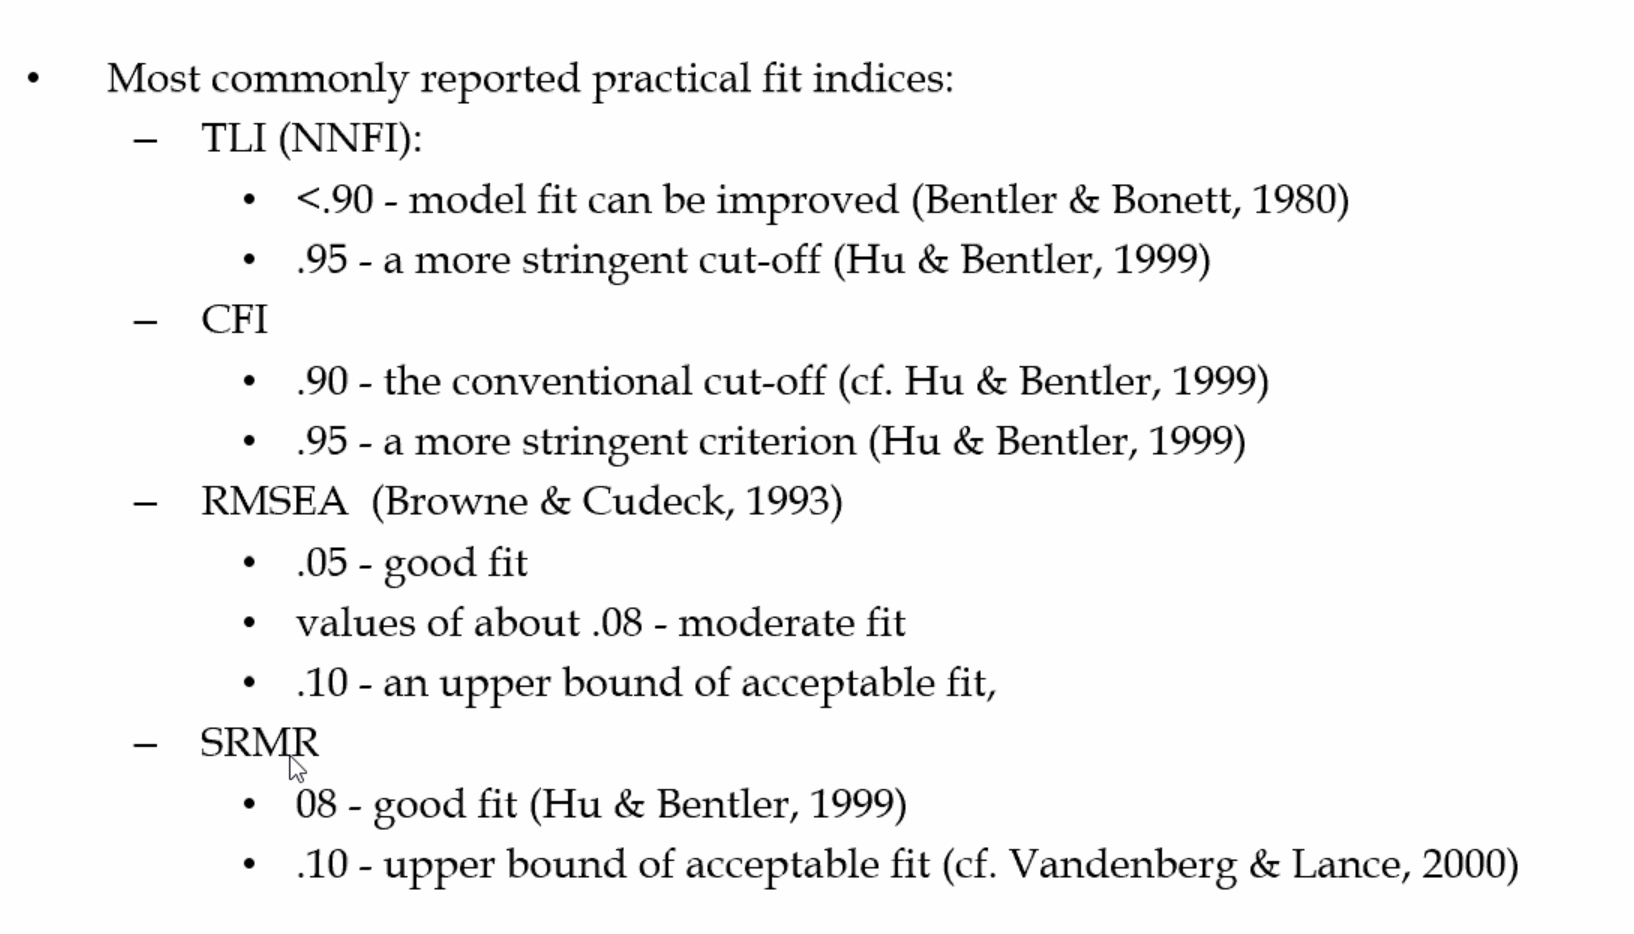 • Most commonly reported practical fit indices:
– TLI (NNFI):
• <.90 - model fit can be improved (Bentler & Bonett, 1980)
• .95 - a more stringent cut-off (Hu & Bentler, 1999)
– CFI
• .90 - the conventional cut-off (cf. Hu & Bentler, 1999)
• .95 - a more stringent criterion (Hu & Bentler, 1999)
– RMSEA (Browne & Cudeck, 1993)
• .05 - good fit
• values of about .08 - moderate fit
• .10 - an upper bound of acceptable fit,
– SRMR
• 08 - good fit (Hu & Bentler, 1999)
• .10 - upper bound of acceptable fit (cf. Vandenberg & Lance, 2000)